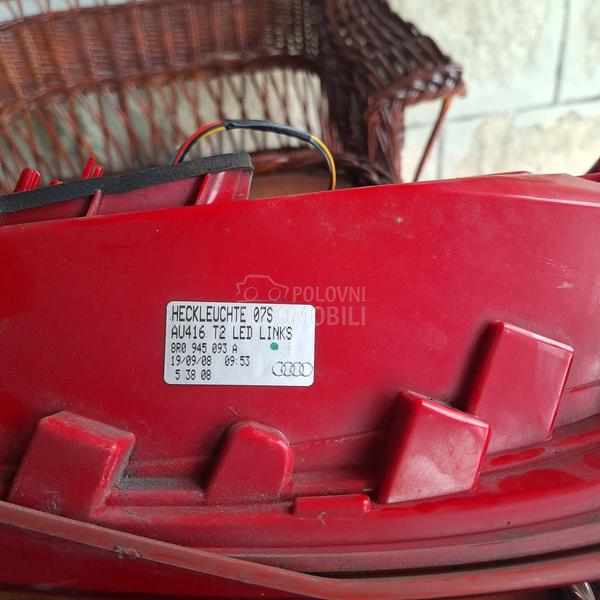 POLOVNI
AUTOMOBILI
HECKLEUCHTE 07S
AU416 T2 LED LINKS
8R0 945 093 A
19/09/08 09:53
5 38 08